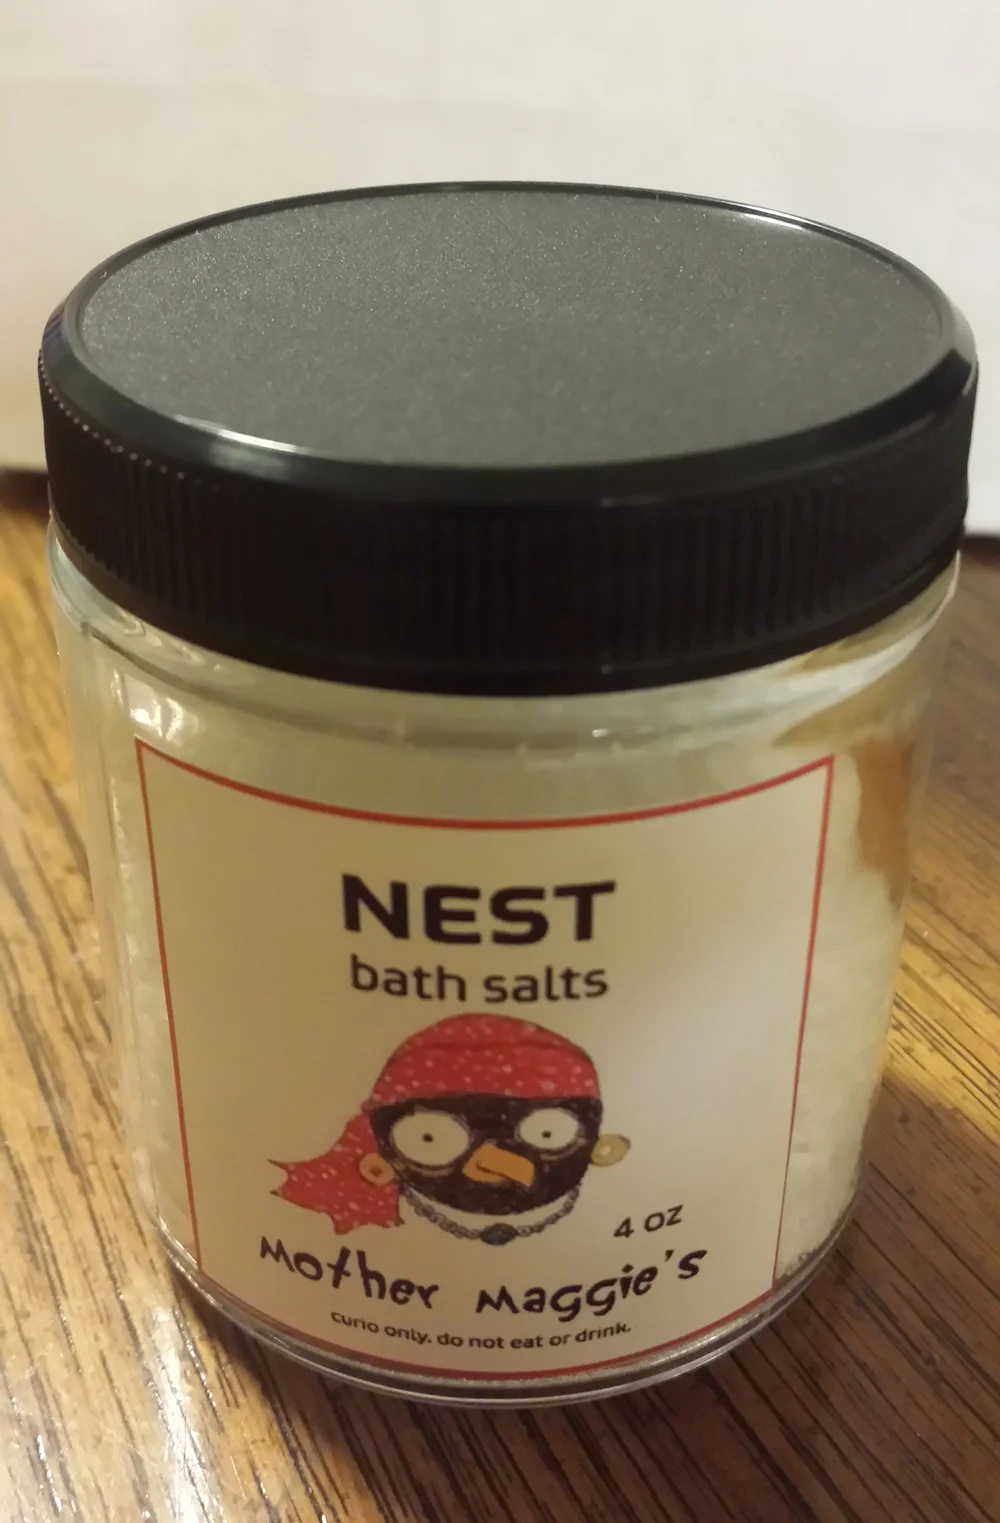 NEST
bath salts
4 oz
Mother Maggie's
curio only. do not eat or drink.